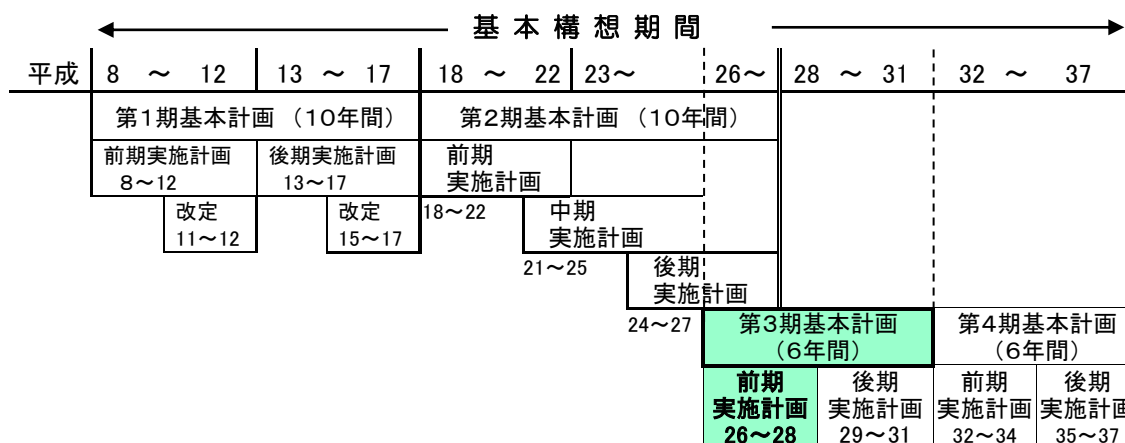 基本構想期間
平成 8 ～ 12 13 ～ 17 18 ～ 22 23～ 26～ 28 ～ 31 32 ～ 37
第1期基本計画（10年間） 第2期基本計画（10年間）
前期実施計画 後期実施計画 前期
8～12 13～17 実施計画
改定 改定 18～22 中期
11～12 15～17 実施計画
21～25 後期
実施計画
24～27 第3期基本計画 第4期基本計画
（6年間） （6年間）
前期 後期 前期 後期
実施計画 実施計画 実施計画 実施計画
26～28 29～31 32～34 35～37